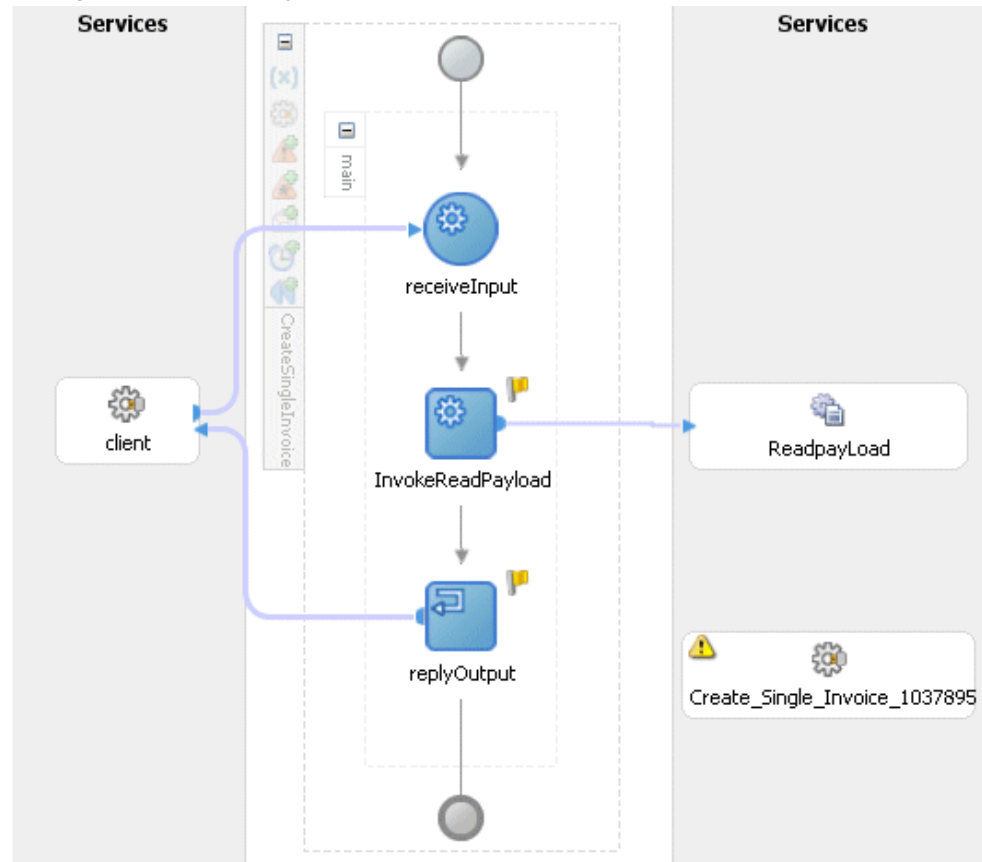 Services
Services
(x)
main
receiveInput
CreateSingleInvoice
client
InvokeReadPayload
ReadpayLoad
replyOutput
Create_Single_Invoice_1037895